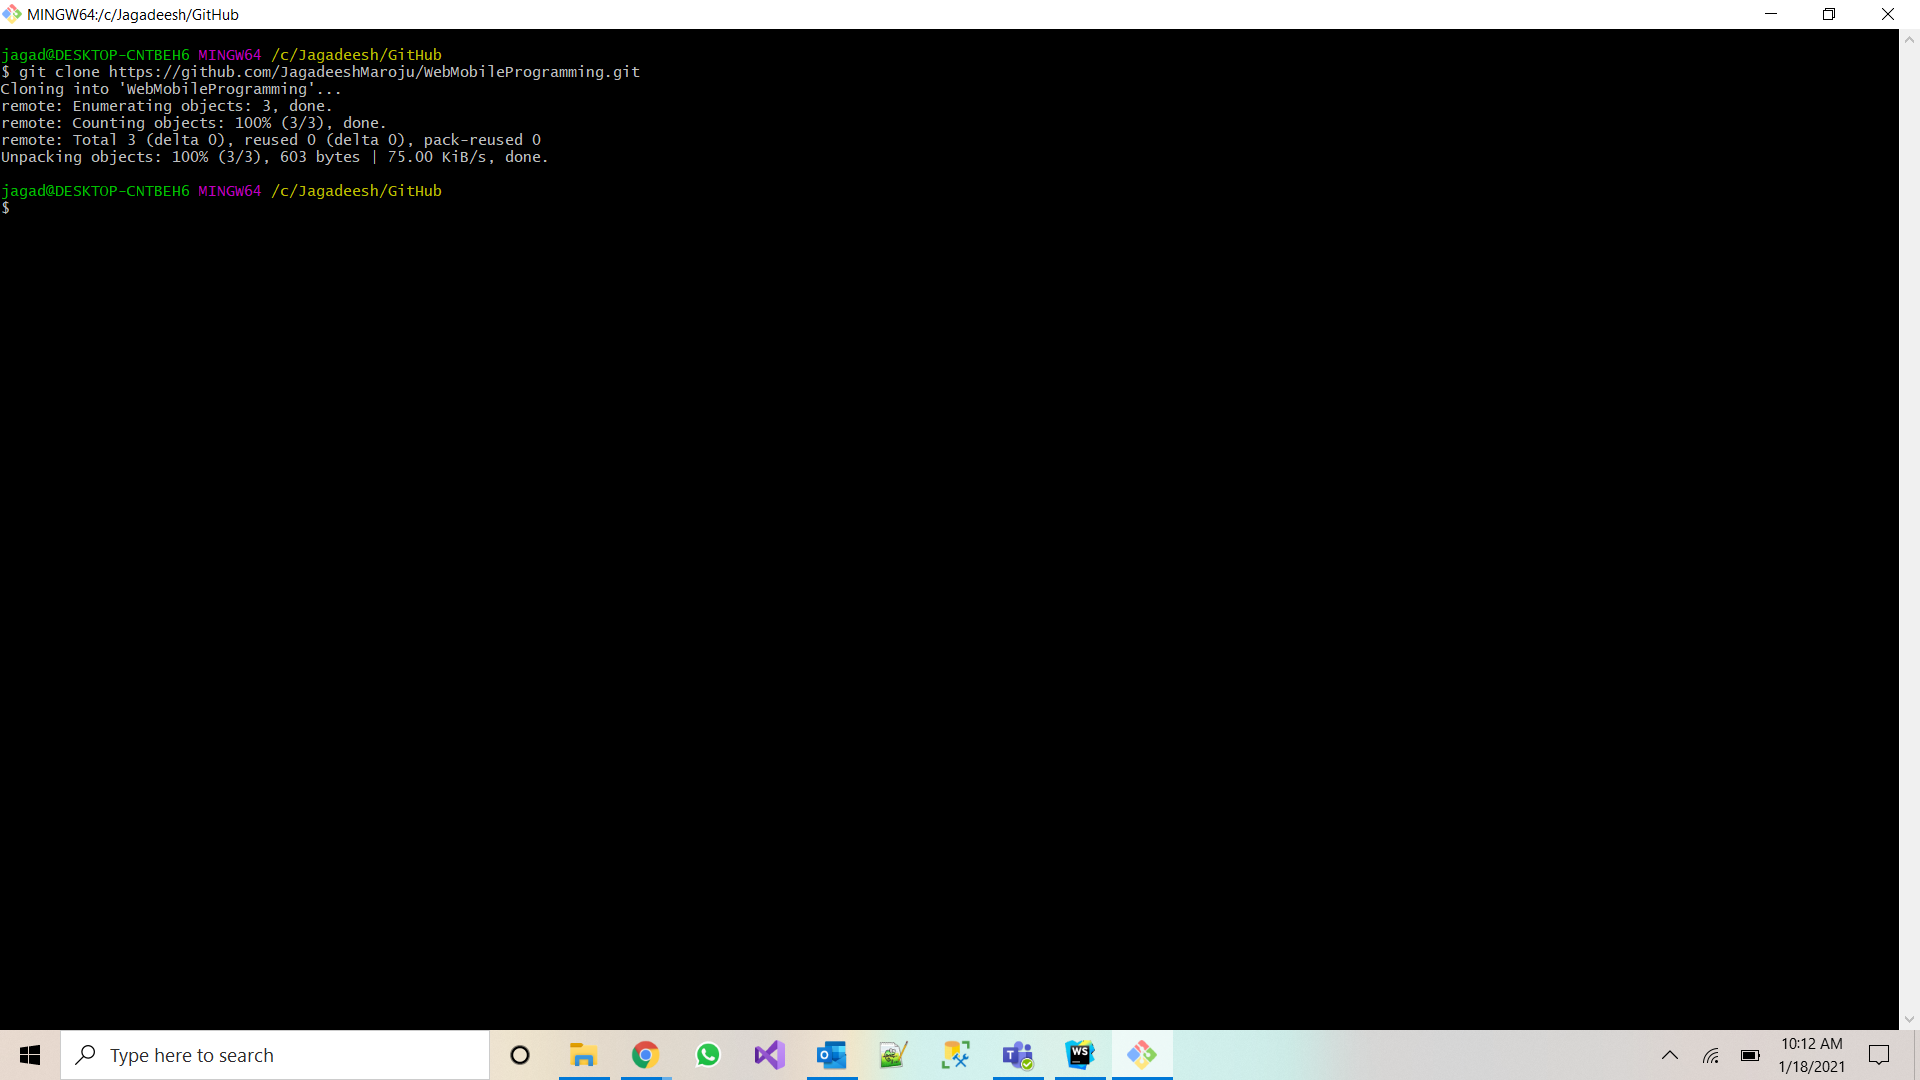 MINGW64:/c/Jagadeesh/GitHub
jagad@DESKTOP-CNTBEH6 MINGW64 /c/Jagadeesh/GitHub
$ git clone https://github.com/JagadeeshMaroju/WebMobileProgramming.git
Cloning into 'WebMobileProgramming'...
remote: Enumerating objects: 3, done.
remote: Counting objects: 100% (3/3), done.
remote: Total 3 (delta 0), reused 0 (delta 0), pack-reused 0
Unpacking objects: 100% (3/3), 603 bytes | 75.00 KiB/s, done.
jagad@DESKTOP-CNTBEH6 MINGW64 /c/Jagadeesh/GitHub
$
Type here to search
WS
10:12 AM
1/18/2021